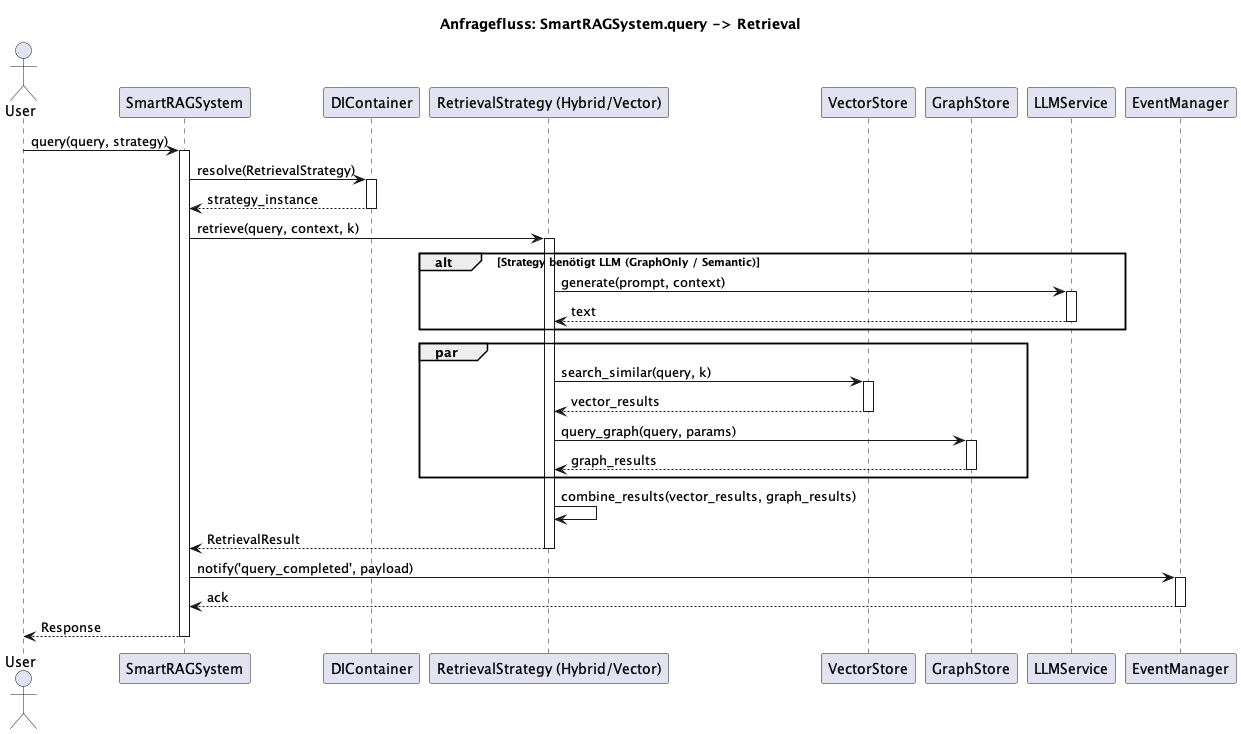 Anfragefluss: SmartRAGSystem.query -> Retrieval
User
SmartRAGSystem
DIContainer
RetrievalStrategy (Hybrid/Vector)
VectorStore
GraphStore
LLMService
EventManager
query(query, strategy)
resolve(RetrievalStrategy)
strategy_instance
retrieve(query, context, k)
alt [Strategy benötigt LLM (GraphOnly / Semantic)]
generate(prompt, context)
text
par
search_similar(query, k)
vector_results
query_graph(query, params)
graph_results
combine_results(vector_results, graph_results)
RetrievalResult
notify('query_completed', payload)
ack
Response
User
SmartRAGSystem
DIContainer
RetrievalStrategy (Hybrid/Vector)
VectorStore
GraphStore
LLMService
EventManager